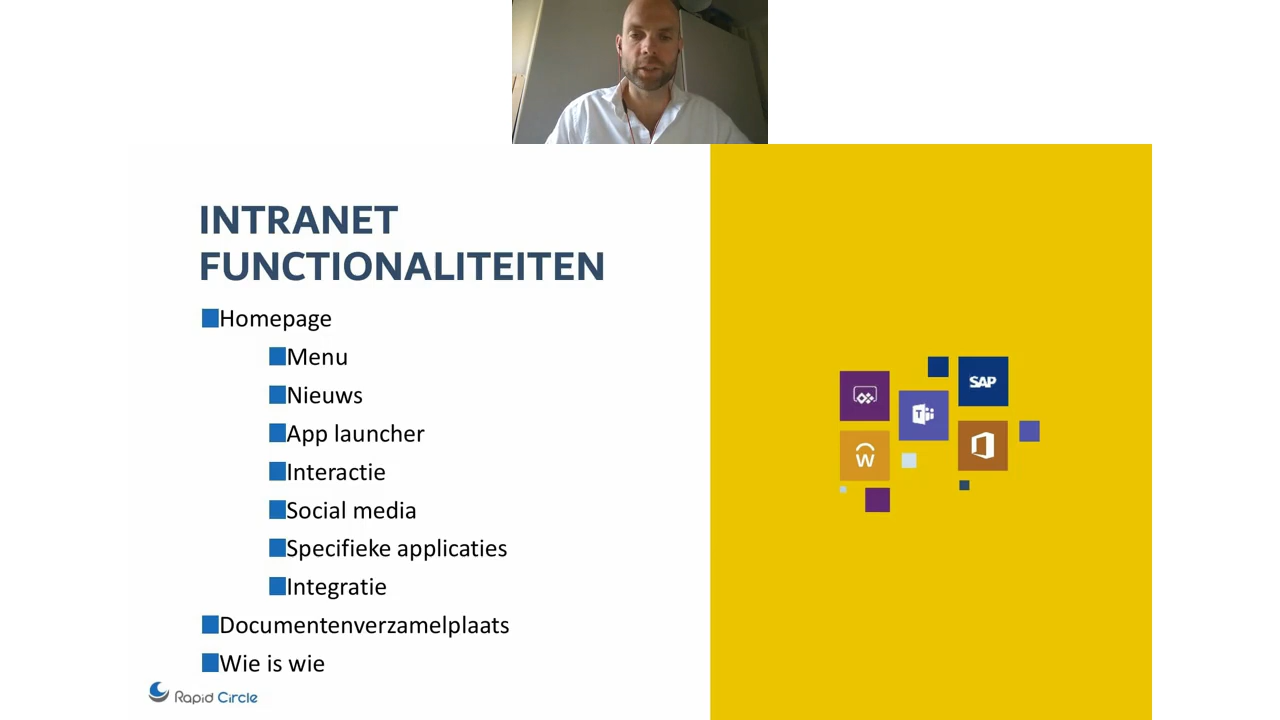 INTRANET
FUNCTIONALITEITEN
Homepage
Menu
Nieuws
App launcher
Interactie
Social media
Specifieke applicaties
Integratie
Documentenverzamelplaats
Wie is wie
SAP
T
W
Rapid Circle